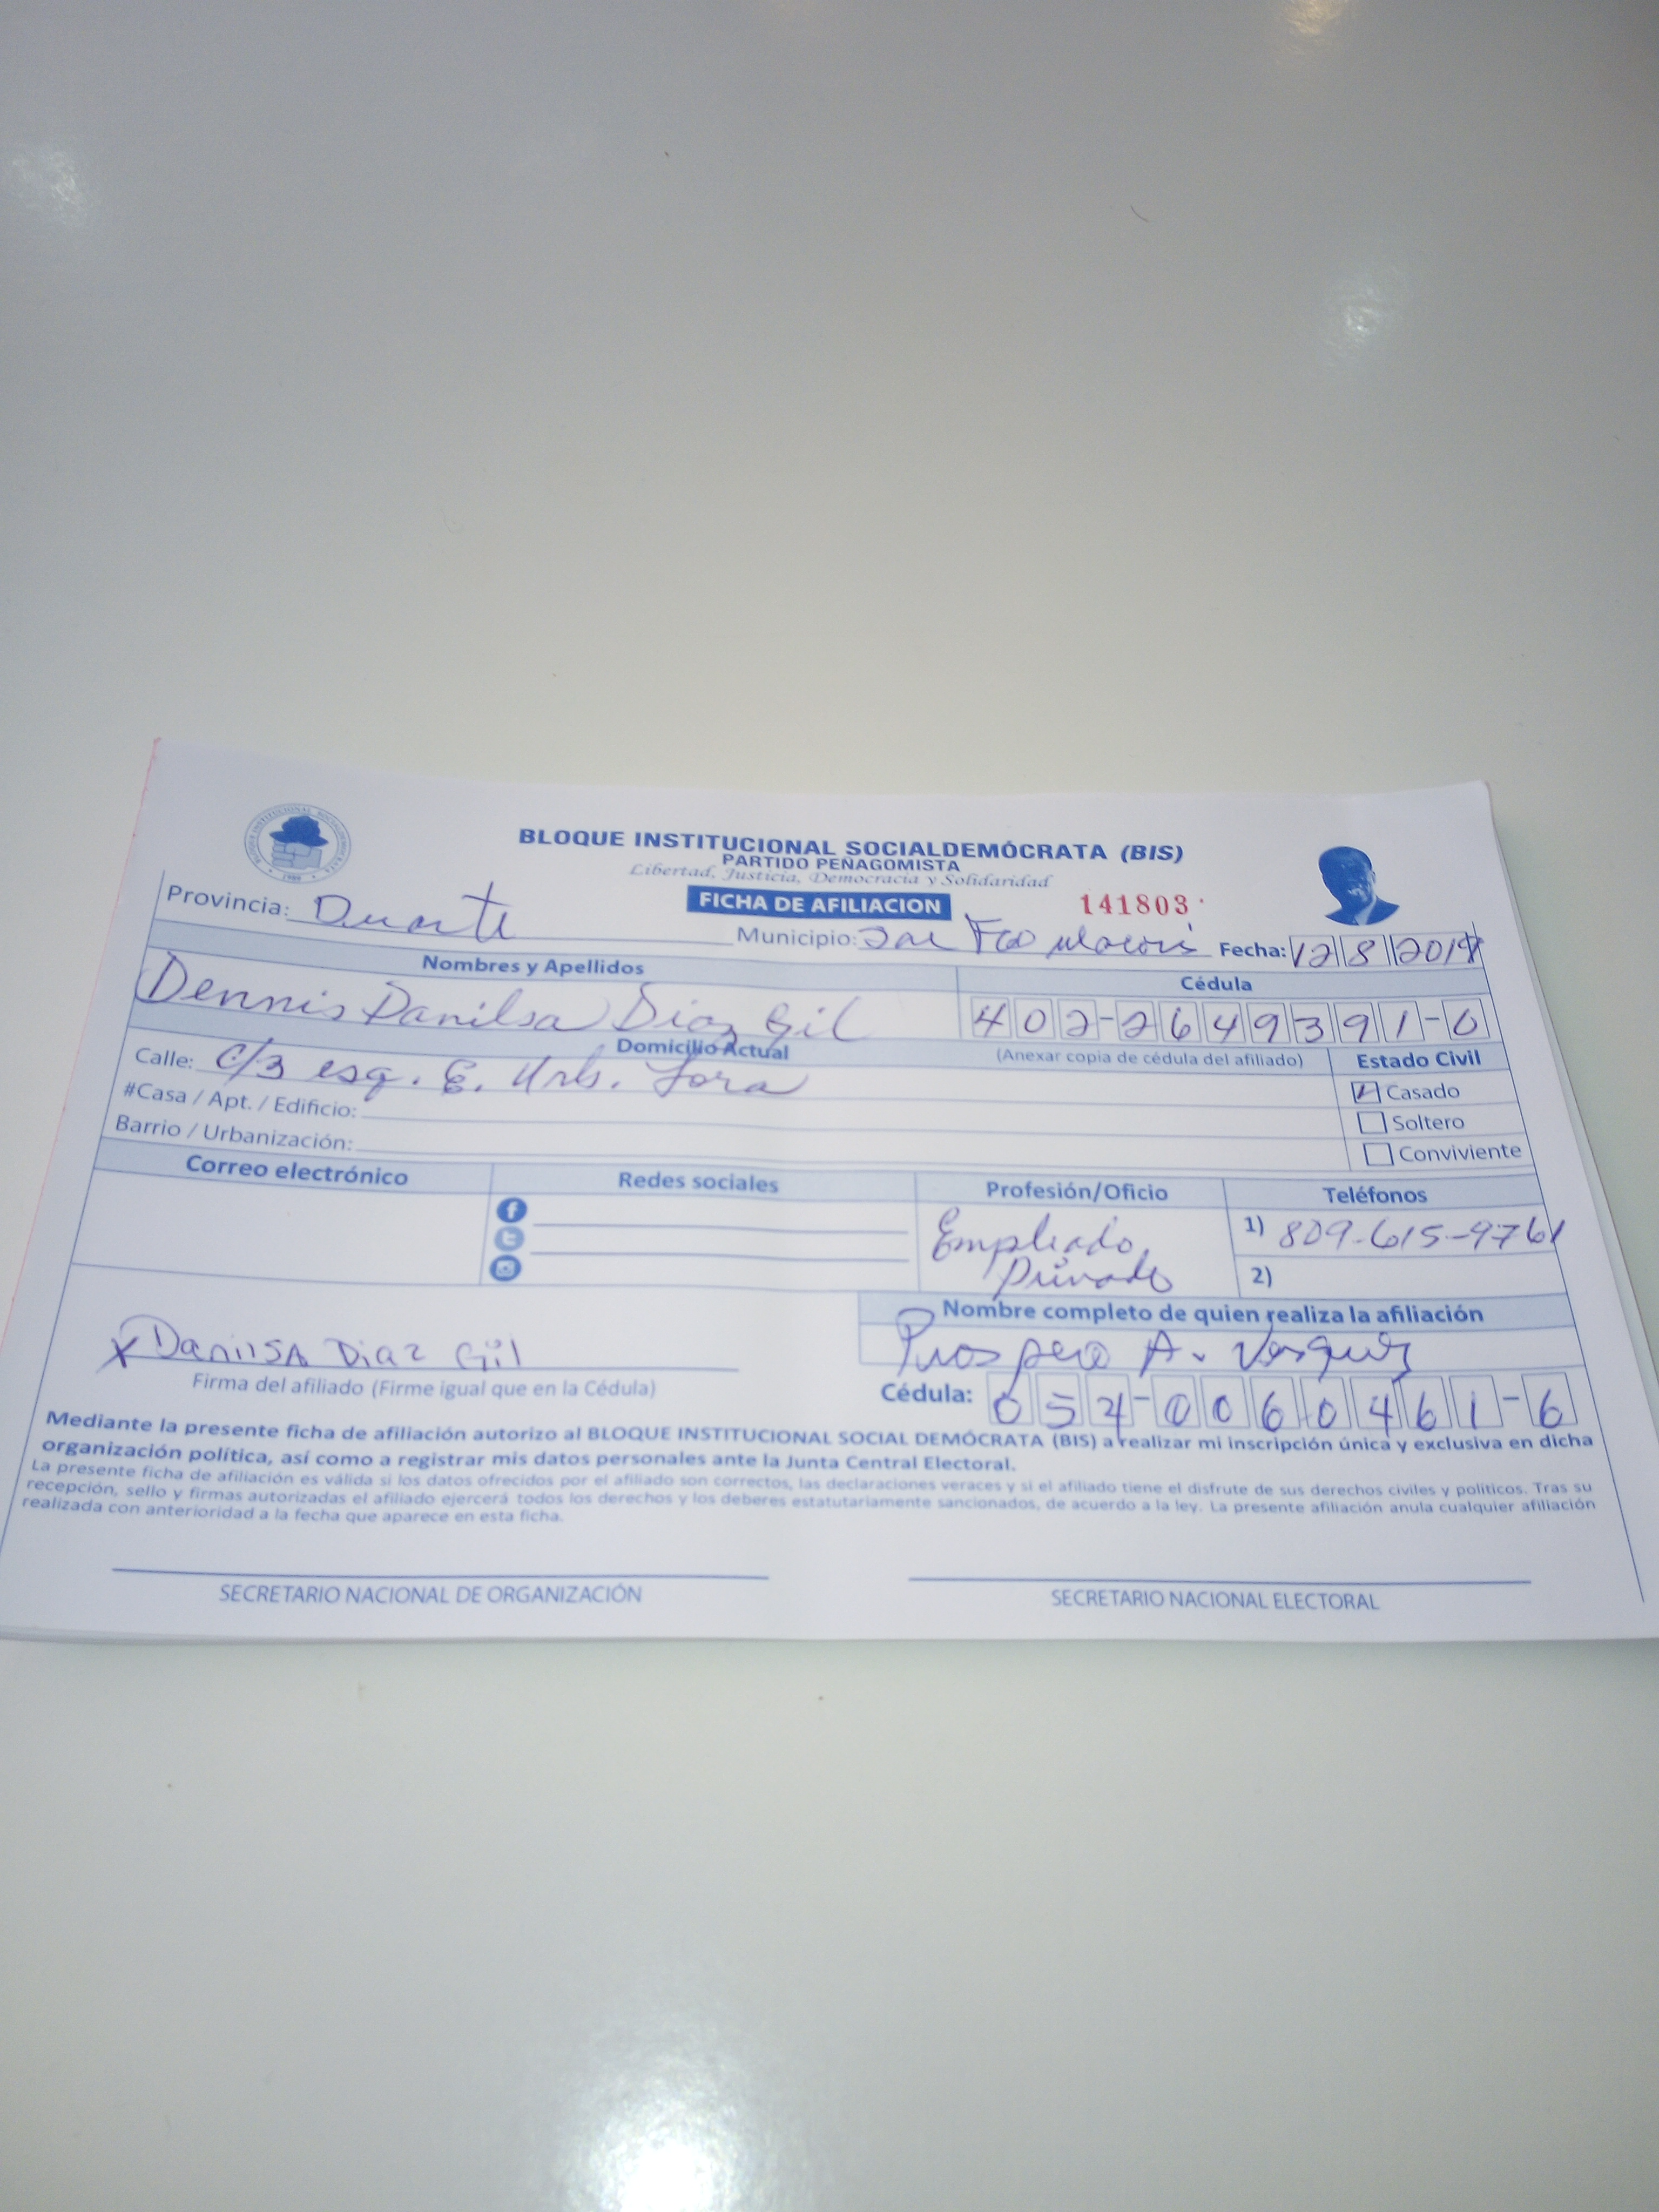 BLOQUE INSTITUCIONAL SOCIALDEMÓCRATA (BIS)
PARTIDO PEÑAGOMISTA
Libertad, Justicia, Democracia y Solidaridad
FICHA DE AFILIACION 141803
Provincia: Duarte Municipio: San Fco Macorís Fecha: 12 8 2018
Nombres y Apellidos Cédula
Dennis Danilsa Diaz Gil 402-2649391-0
Domicilio Actual (Anexar copia de cédula del afiliado) Estado Civil
Calle: C/3 esq. E. Urb. Lora Casado
#Casa / Apt. / Edificio: Soltero
Barrio / Urbanización: Conviviente
Correo electrónico Redes sociales Profesión/Oficio Teléfonos
Empleado 1) 809-615-9761
Privado 2)
Nombre completo de quien realiza la afiliación
X Danilsa Diaz Gil Prospero A. Vasquez
Firma del afiliado (Firme igual que en la Cédula) Cédula: 054-0060461-6
Mediante la presente ficha de afiliación autorizo al BLOQUE INSTITUCIONAL SOCIAL DEMÓCRATA (BIS) a realizar mi inscripción única y exclusiva en dicha
organización política, así como a registrar mis datos personales ante la Junta Central Electoral.
La presente ficha de afiliación es válida si los datos ofrecidos por el afiliado son correctos, las declaraciones veraces y si el afiliado tiene el disfrute de sus derechos civiles y políticos. Tras su
recepción, sello y firmas autorizadas el afiliado ejercerá todos los derechos y los deberes estatutariamente sancionados, de acuerdo a la ley. La presente afiliación anula cualquier afiliación
realizada con anterioridad a la fecha que aparece en esta ficha.
SECRETARIO NACIONAL DE ORGANIZACIÓN SECRETARIO NACIONAL ELECTORAL